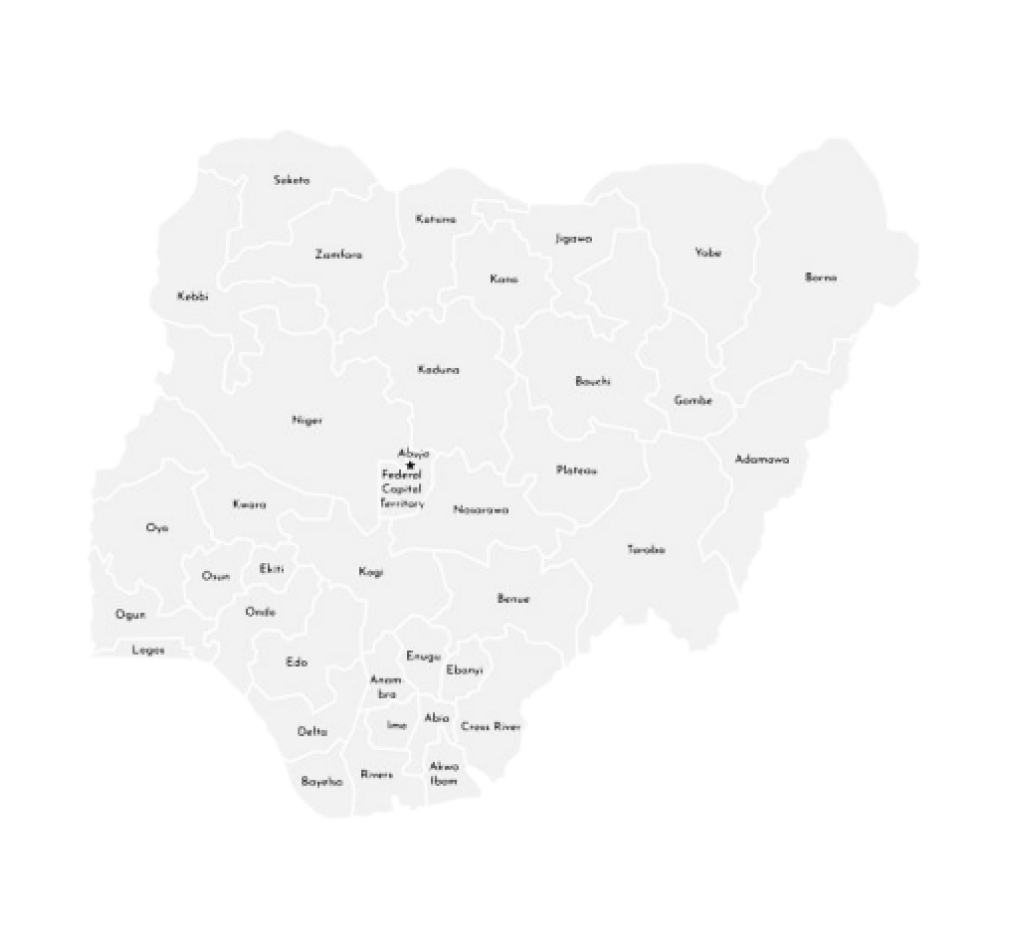 Sokoto
Katsina
Jigawa
Zamfara
Yobe
Kano
Borno
Kebbi
Kaduna
Bauchi
Gombe
Niger
Abuja
Adamawa
Federal
Capital
Territory
Plateau
Kwara
Nasarawa
Oyo
Taraba
Osun
Ekiti
Kogi
Benue
Ogun
Ondo
Lagos
Edo
Enugu
Ebonyi
Anam
bra
Imo
Abia
Cross River
Delta
Bayelsa
Rivers
Akwa
Ibom